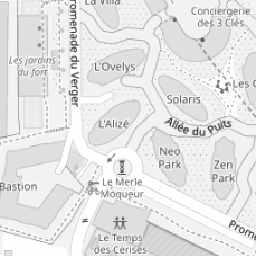 La Villa
Conciergerie
des 3 Clés
Promenade du Verger
L'Ovelys
Les jardins
du fort
Solaris
Les
L'Alizé
Allée du Puits
Neo
Park
Zen
Park
Bastion
Le Merle
Moqueur
Le Temps
des Cerises